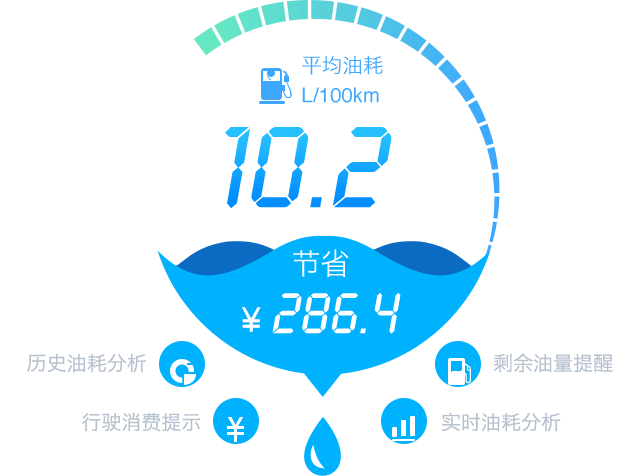 平均油耗
L/100km
10.2
节省
¥ 286.4
历史油耗分析
剩余油量提醒
行驶消费提示
¥
实时油耗分析